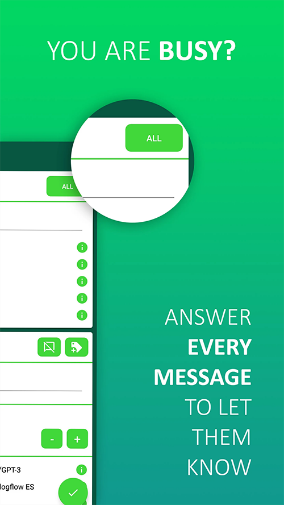 YOU ARE BUSY?
ALL
ALL
- +
/GPT-3
logflow ES
ANSWER
EVERY
MESSAGE
TO LET
THEM
KNOW